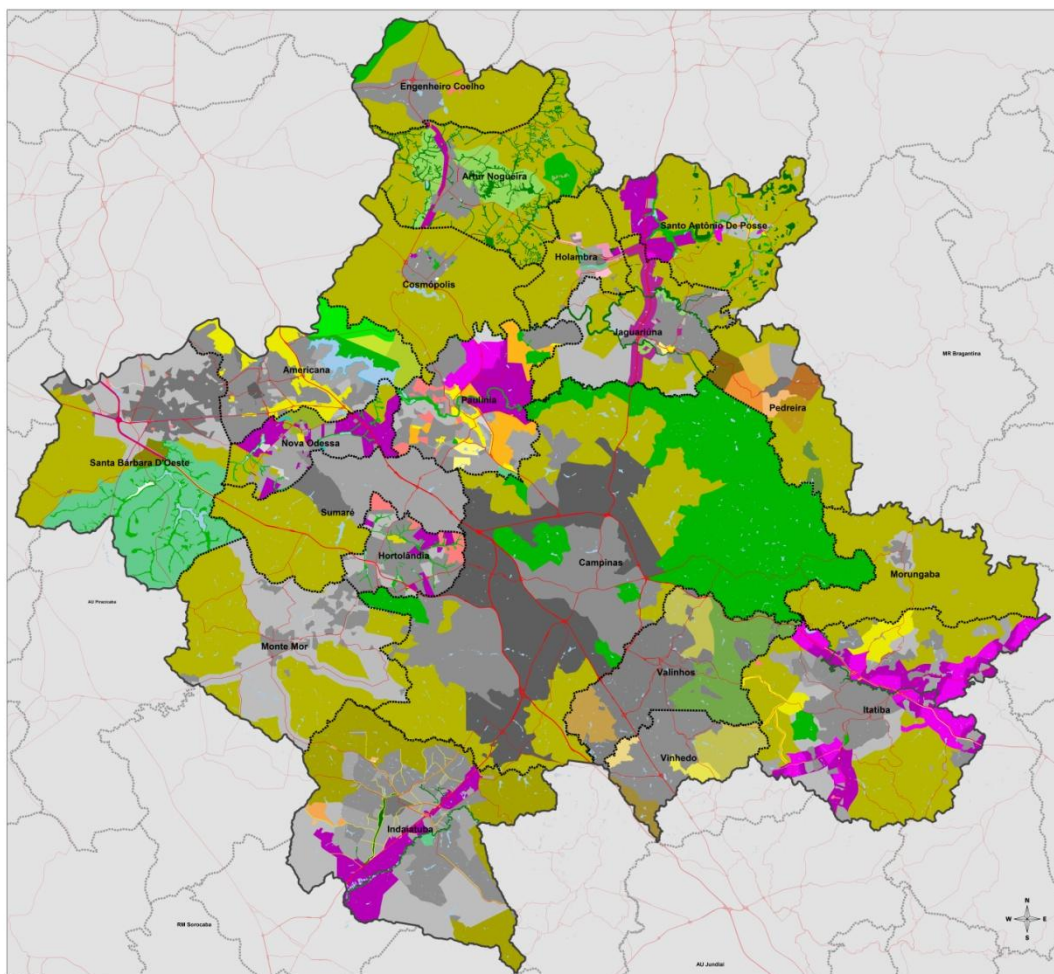 Engenheiro Coelho
Artur Nogueira
Santo Antônio De Posse
Holambra
Cosmópolis
Jaguariúna
MR Bragantina
Americana
Paulínia
Pedreira
Nova Odessa
Santa Bárbara D'Oeste
Sumaré
Hortolândia
Campinas
Morungaba
AU Piracicaba
Monte Mor
Valinhos
Itatiba
Vinhedo
Indaiatuba
N
W E
S
RM Sorocaba
AU Jundiaí